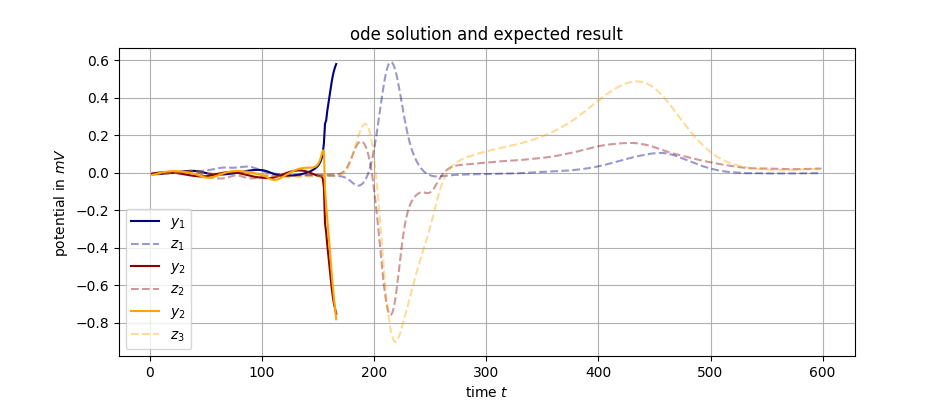 ode solution and expected result
potential in mV
0.6
0.4
0.2
0.0
−0.2
−0.4
−0.6
−0.8
y1
z1
y2
z2
y2
z3
0 100 200 300 400 500 600
time t